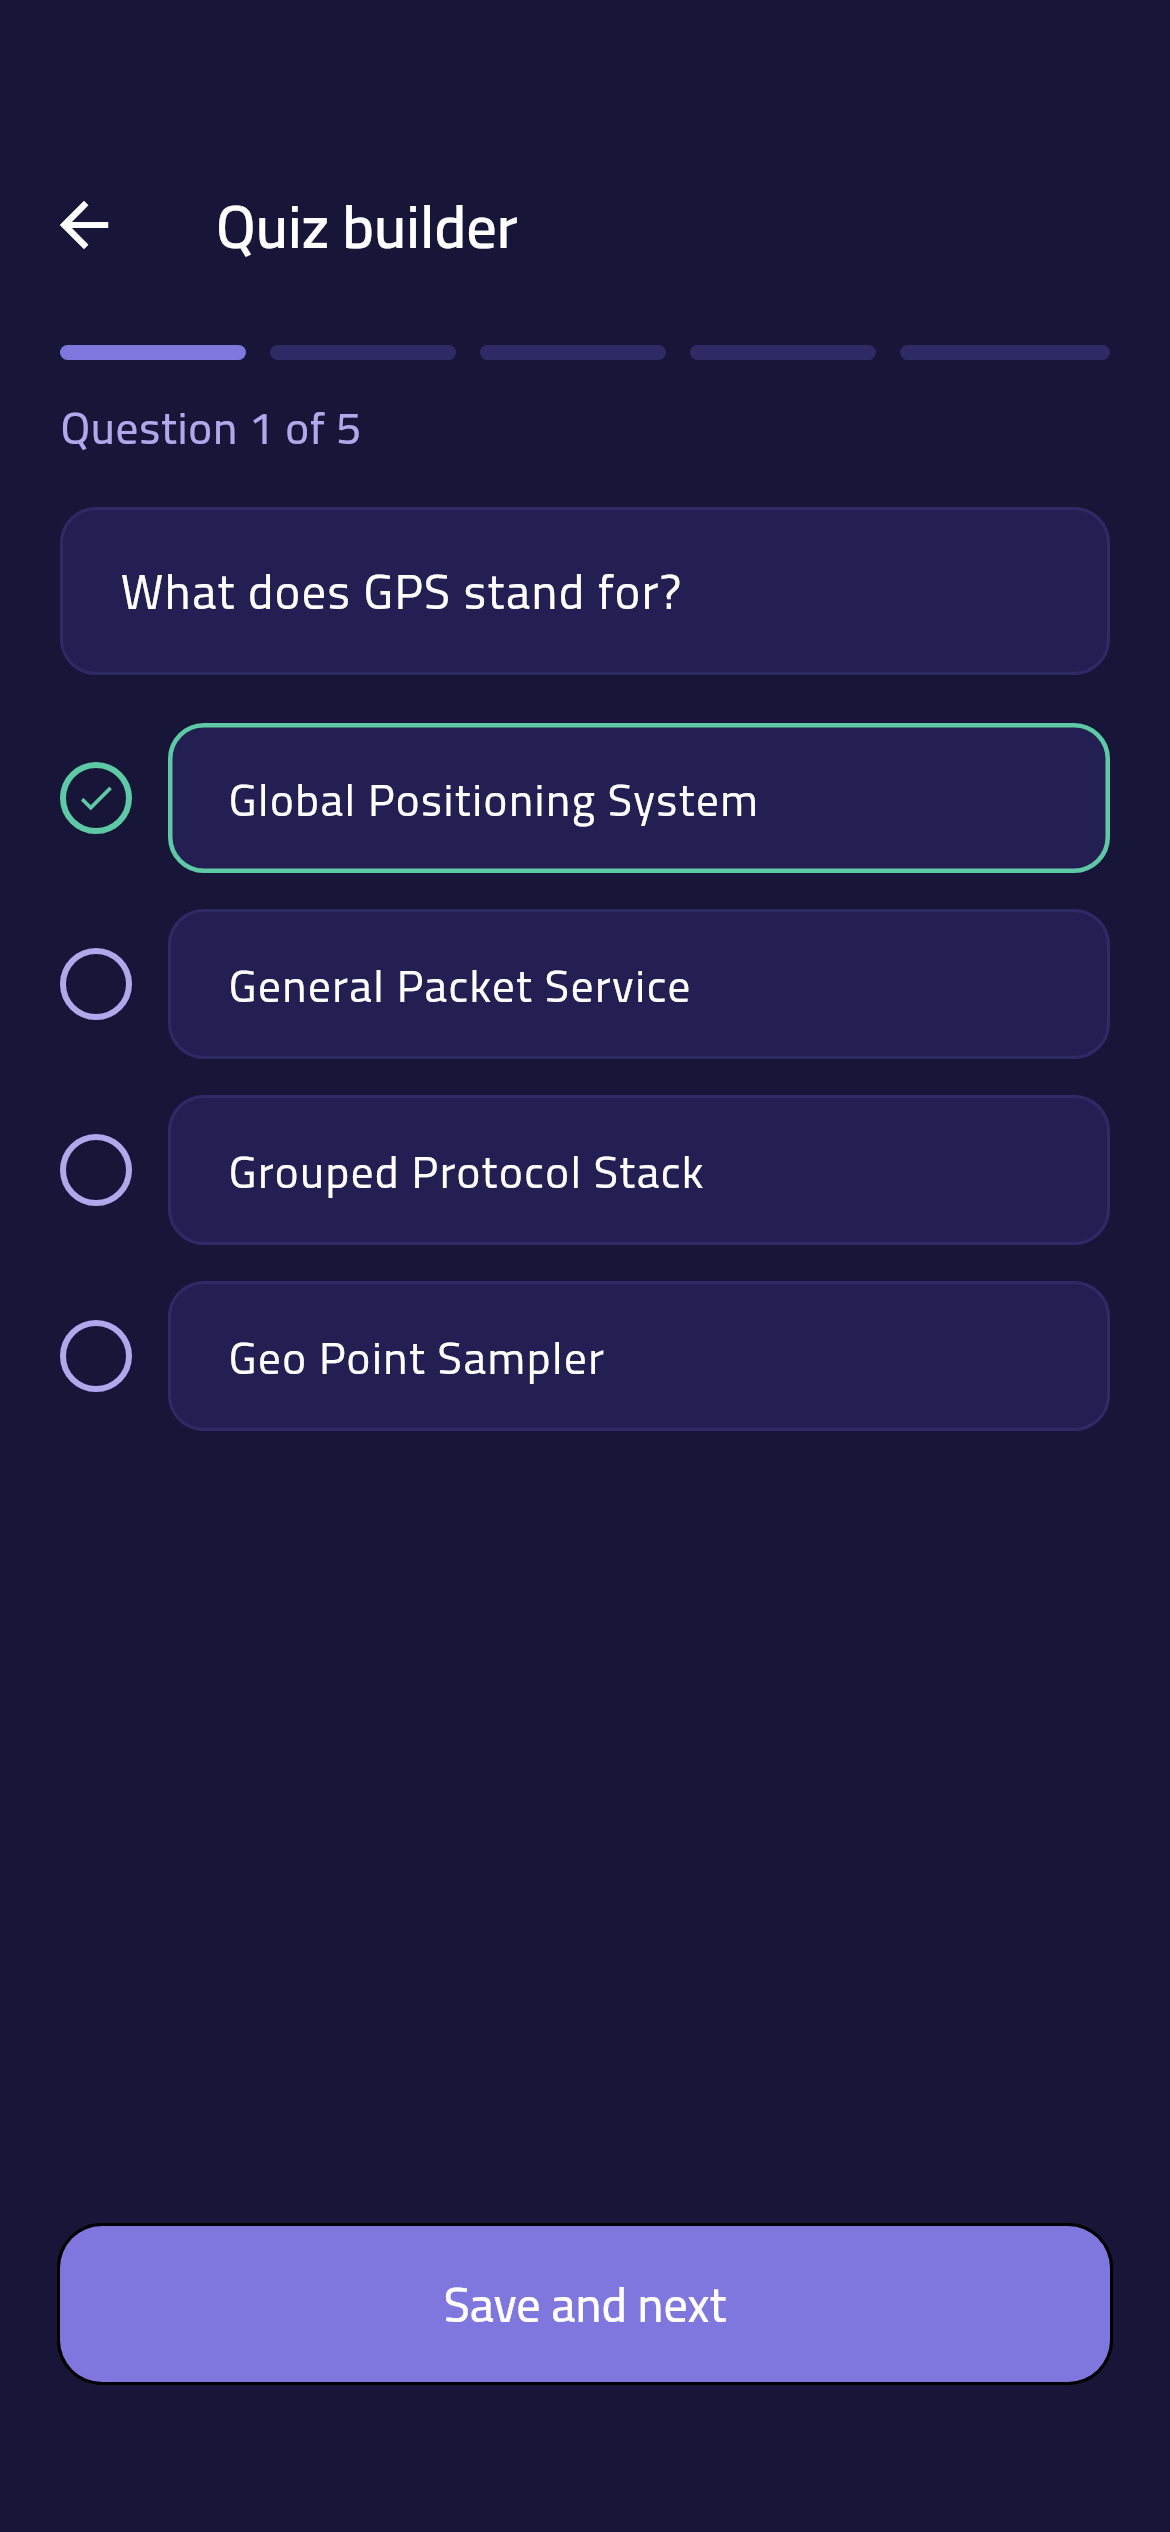 Quiz builder
Question 1 of 5
What does GPS stand for?
Global Positioning System
General Packet Service
Grouped Protocol Stack
Geo Point Sampler
Save and next